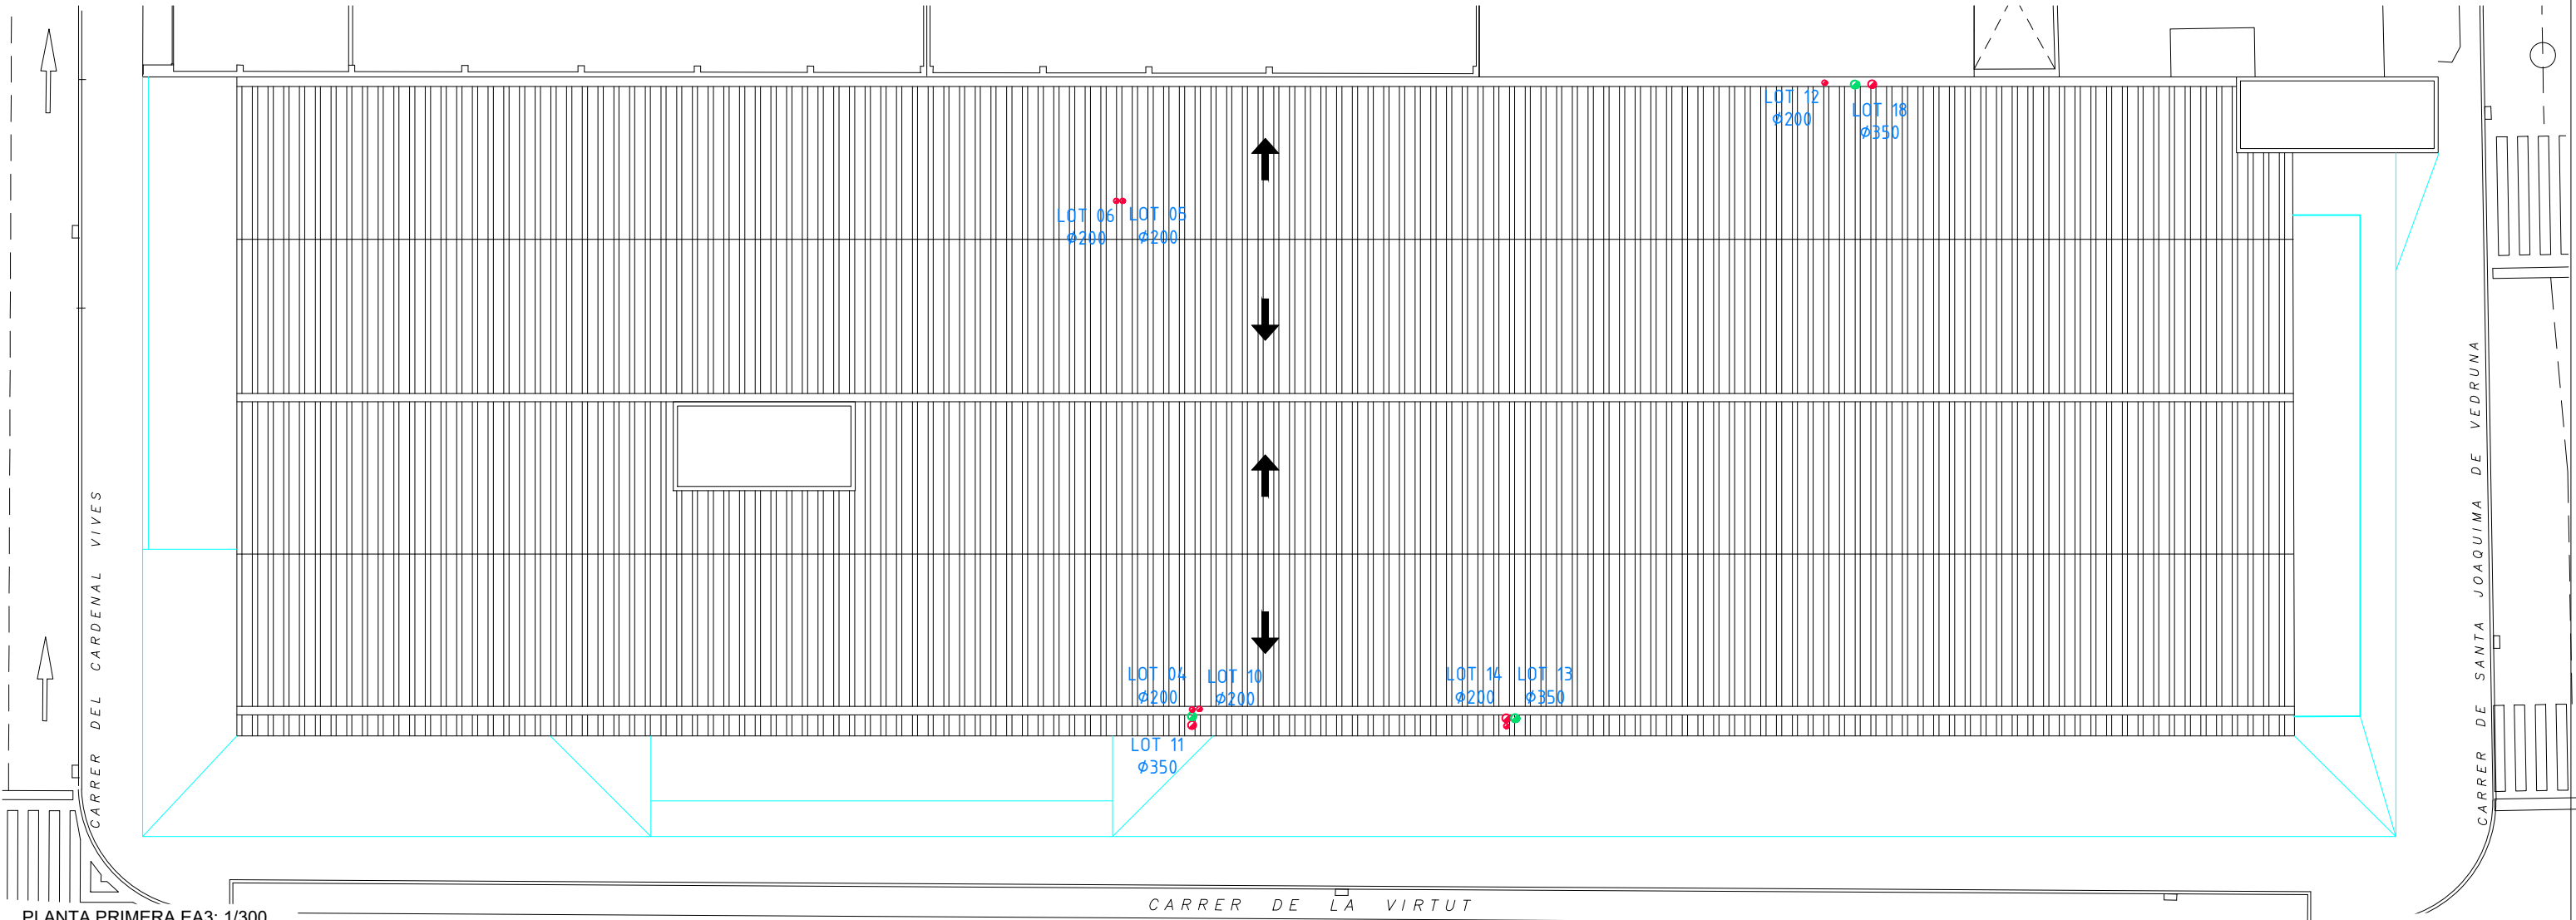 LOT 12
Ø200
LOT 18
Ø350
LOT 06
Ø200
LOT 05
Ø200
CARRER DEL CARDENAL VIVES
CARRER DE SANTA JOAQUIMA DE VEDRUNA
LOT 04
Ø200
LOT 10
Ø200
LOT 14
Ø200
LOT 13
Ø350
LOT 11
Ø350
CARRER DE LA VIRTUT
PLANTA PRIMERA EA3: 1/300